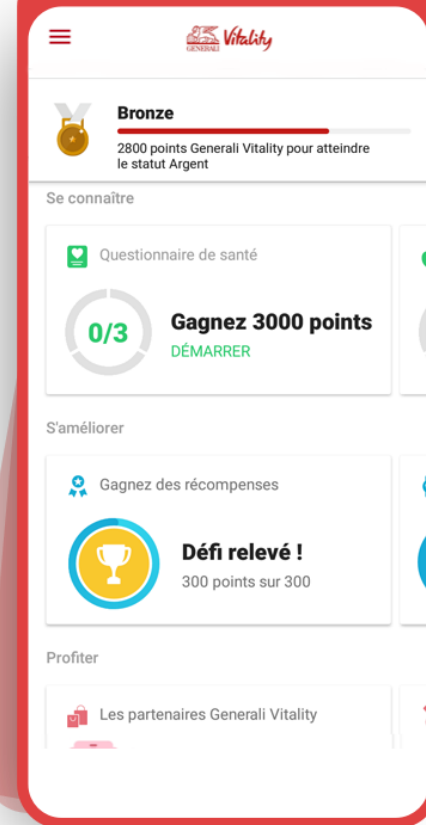 GENERALI Vitality
Bronze
2800 points Generali Vitality pour atteindre
le statut Argent
Se connaître
Questionnaire de santé
0/3
Gagnez 3000 points
DÉMARRER
S'améliorer
Gagnez des récompenses
Défi relevé !
300 points sur 300
Profiter
Les partenaires Generali Vitality